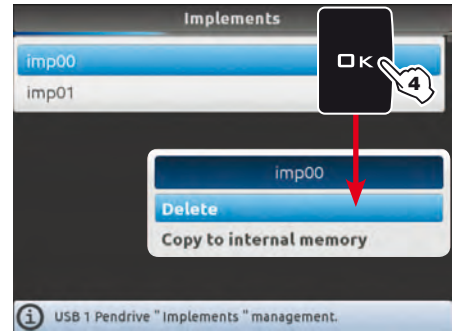 Implements
imp00
OK
4
imp01
imp00
Delete
Copy to internal memory
i USB 1 Pendrive " Implements " management.